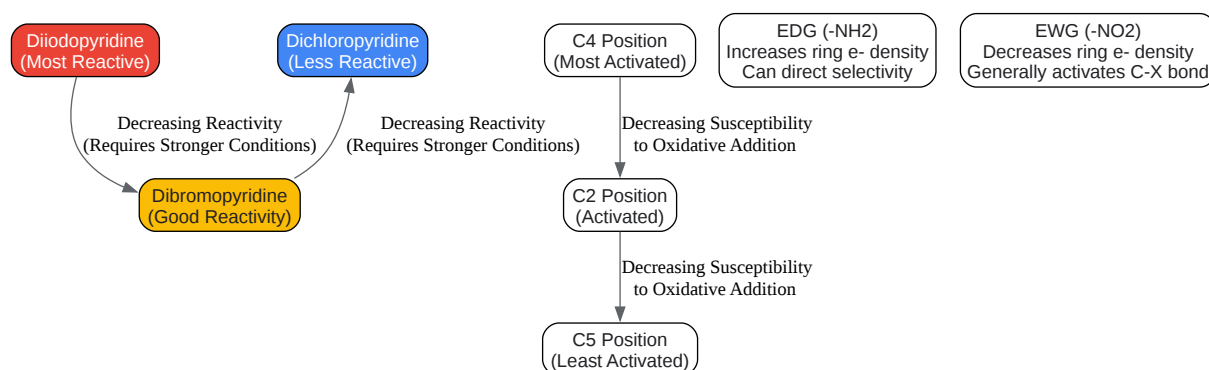 Diiodopyridine
(Most Reactive)
Dichloropyridine
(Less Reactive)
C4 Position
(Most Activated)
EDG (-NH2)
Increases ring e- density
Can direct selectivity
EWG (-NO2)
Decreases ring e- density
Generally activates C-X bond
Decreasing Reactivity
(Requires Stronger Conditions)
Decreasing Reactivity
(Requires Stronger Conditions)
Decreasing Susceptibility
to Oxidative Addition
Dibromopyridine
(Good Reactivity)
C2 Position
(Activated)
Decreasing Susceptibility
to Oxidative Addition
C5 Position
(Least Activated)